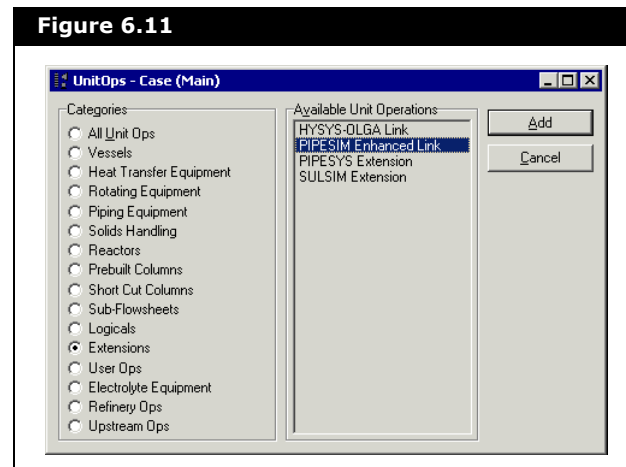 Figure 6.11
UnitOps - Case (Main)
Categories
All Unit Ops
Vessels
Heat Transfer Equipment
Rotating Equipment
Piping Equipment
Solids Handling
Reactors
Prebuilt Columns
Short Cut Columns
Sub-Flowsheets
Logicals
Extensions
User Ops
Electrolyte Equipment
Refinery Ops
Upstream Ops
Available Unit Operations
HYSYS-OLGA Link
PIPESIM Enhanced Link
PIPESYS Extension
SULSIM Extension
Add
Cancel